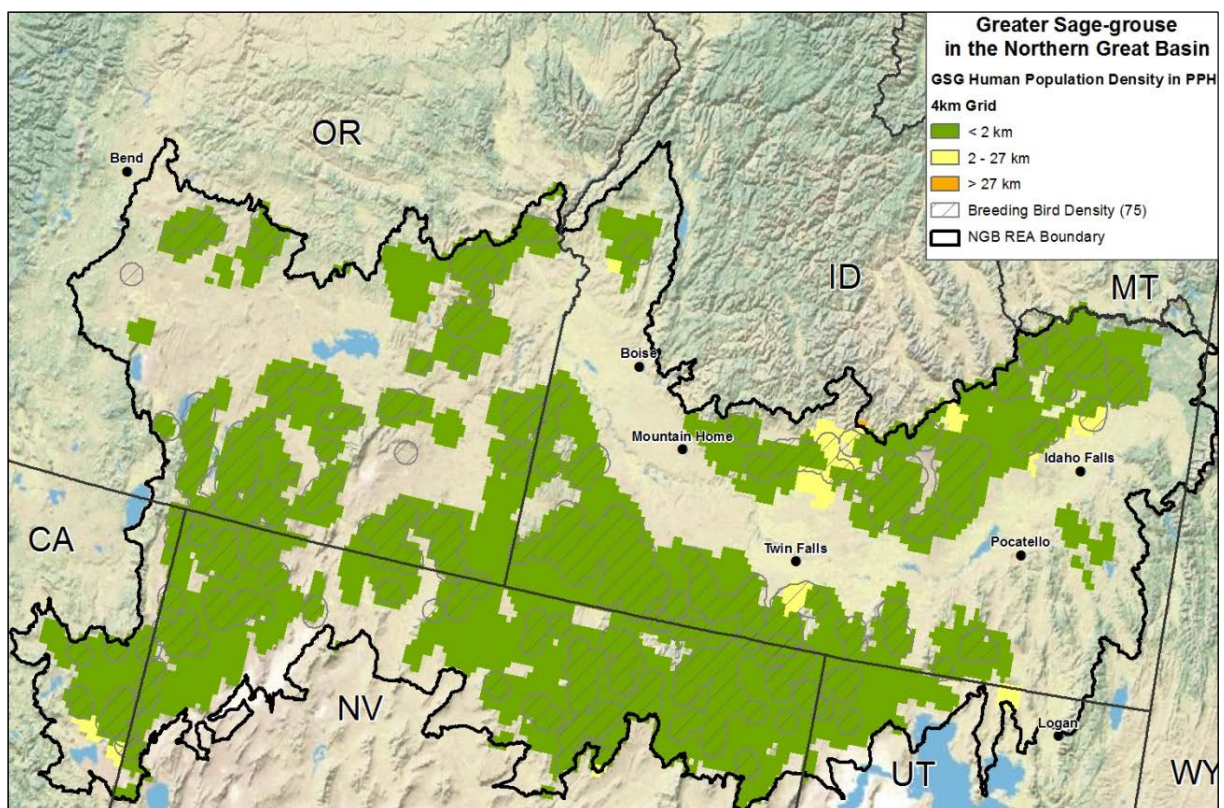 Greater Sage-grouse
in the Northern Great Basin
GSG Human Population Density in PPH
4km Grid
< 2 km
2 - 27 km
> 27 km
Breeding Bird Density (75)
NGB REA Boundary
OR
Bend
ID
MT
Boise
Mountain Home
Idaho Falls
CA
Twin Falls
Pocatello
NV
Logan
UT
WY